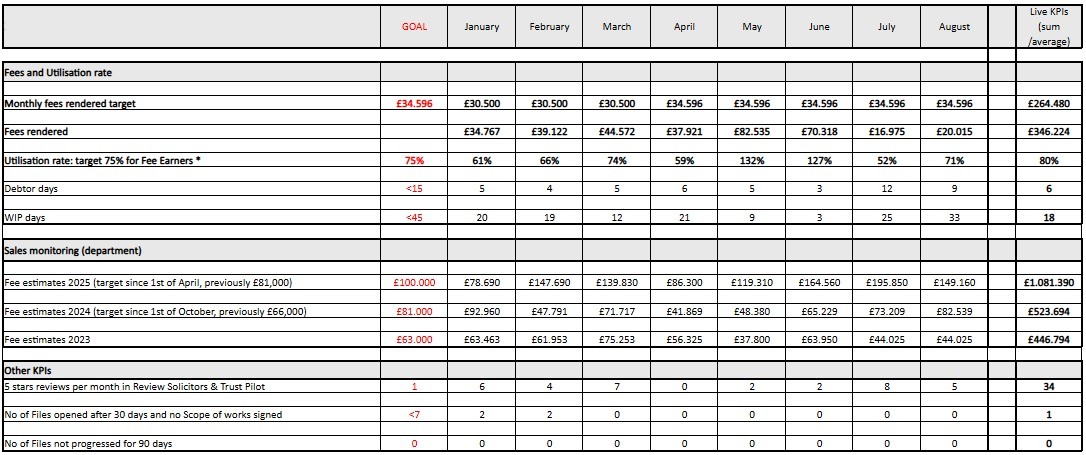 GOAL January February March April May June July August Live KPIs (sum /average)
Fees and Utilisation rate
Monthly fees rendered target £34.596 £30.500 £30.500 £30.500 £34.596 £34.596 £34.596 £34.596 £34.596 £264.480
Fees rendered £34.767 £39.122 £44.572 £37.921 £82.535 £70.318 £16.975 £20.015 £346.224
Utilisation rate: target 75% for Fee Earners * 75% 61% 66% 74% 59% 132% 127% 52% 71% 80%
Debtor days <15 5 4 5 6 5 3 12 9 6
WIP days <45 20 19 12 21 9 3 25 33 18
Sales monitoring (department)
Fee estimates 2025 (target since 1st of April, previously £81,000) £100.000 £78.690 £147.690 £139.830 £86.300 £119.310 £164.560 £195.850 £149.160 £1.081.390
Fee estimates 2024 (target since 1st of October, previously £66,000) £81.000 £92.960 £47.791 £71.717 £41.869 £48.380 £65.229 £73.209 £82.539 £523.694
Fee estimates 2023 £63.000 £63.463 £61.953 £75.253 £56.325 £37.800 £63.950 £44.025 £44.025 £446.794
Other KPIs
5 stars reviews per month in Review Solicitors & Trust Pilot 1 6 4 7 0 2 2 8 5 34
No of Files opened after 30 days and no Scope of works signed <7 2 2 0 0 0 0 0 0 1
No of Files not progressed for 90 days 0 0 0 0 0 0 0 0 0 0